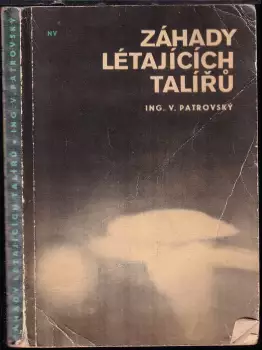 NV
ZÁHADY
LÉTAJÍCÍCH
TALÍŘŮ
ING. V. PATROVSKÝ
ZÁHADY LÉTAJÍCÍCH TALÍŘŮ • ING. V. PATROVSKÝ